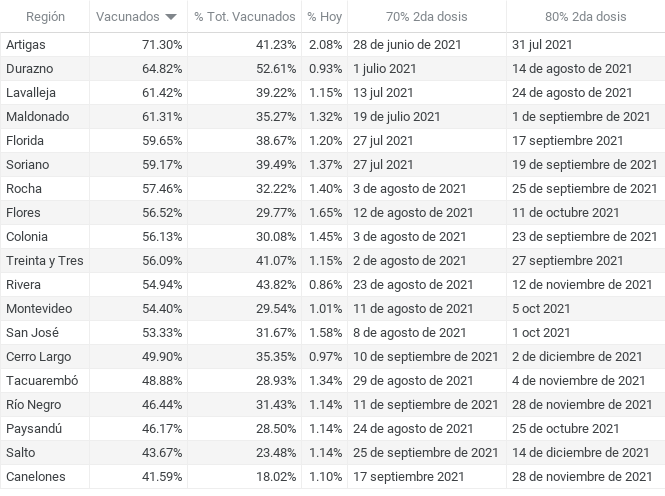 Región Vacunados % Tot. Vacunados % Hoy 70% 2da dosis 80% 2da dosis
Artigas 71.30% 41.23% 2.08% 28 de junio de 2021 31 jul 2021
Durazno 64.82% 52.61% 0.93% 1 julio 2021 14 de agosto de 2021
Lavalleja 61.42% 39.22% 1.15% 13 jul 2021 24 de agosto de 2021
Maldonado 61.31% 35.27% 1.32% 19 de julio 2021 1 de septiembre de 2021
Florida 59.65% 38.67% 1.20% 27 jul 2021 17 septiembre 2021
Soriano 59.17% 39.49% 1.37% 27 jul 2021 19 de septiembre de 2021
Rocha 57.46% 32.22% 1.40% 3 de agosto de 2021 25 de septiembre de 2021
Flores 56.52% 29.77% 1.65% 12 de agosto de 2021 11 de octubre 2021
Colonia 56.13% 30.08% 1.45% 3 de agosto de 2021 23 de septiembre de 2021
Treinta y Tres 56.09% 41.07% 1.15% 2 de agosto de 2021 27 septiembre 2021
Rivera 54.94% 43.82% 0.86% 23 de agosto de 2021 12 de noviembre de 2021
Montevideo 54.40% 29.54% 1.01% 11 de agosto de 2021 5 oct 2021
San José 53.33% 31.67% 1.58% 8 de agosto de 2021 1 oct 2021
Cerro Largo 49.90% 35.35% 0.97% 10 de septiembre de 2021 2 de diciembre de 2021
Tacuarembó 48.88% 28.93% 1.34% 29 de agosto de 2021 4 de noviembre de 2021
Río Negro 46.44% 31.43% 1.14% 11 de septiembre de 2021 28 de noviembre de 2021
Paysandú 46.17% 28.50% 1.14% 24 de agosto de 2021 25 de octubre de 2021
Salto 43.67% 23.48% 1.14% 25 de septiembre de 2021 14 de diciembre de 2021
Canelones 41.59% 18.02% 1.10% 17 septiembre 2021 28 de noviembre de 2021